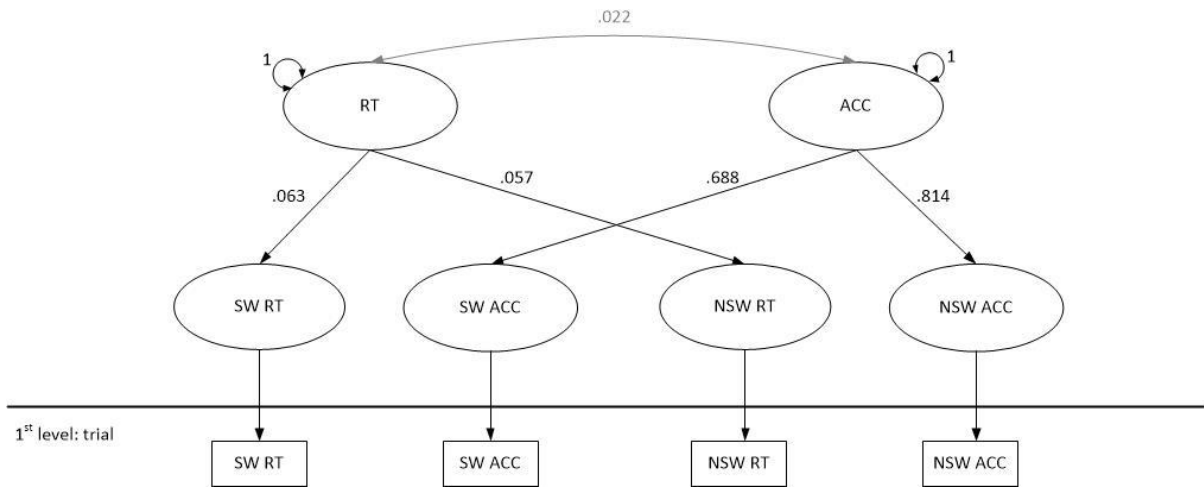 .022
1
1
RT
ACC
.063
.057
.688
.814
SW RT
SW ACC
NSW RT
NSW ACC
1st level: trial
SW RT
SW ACC
NSW RT
NSW ACC